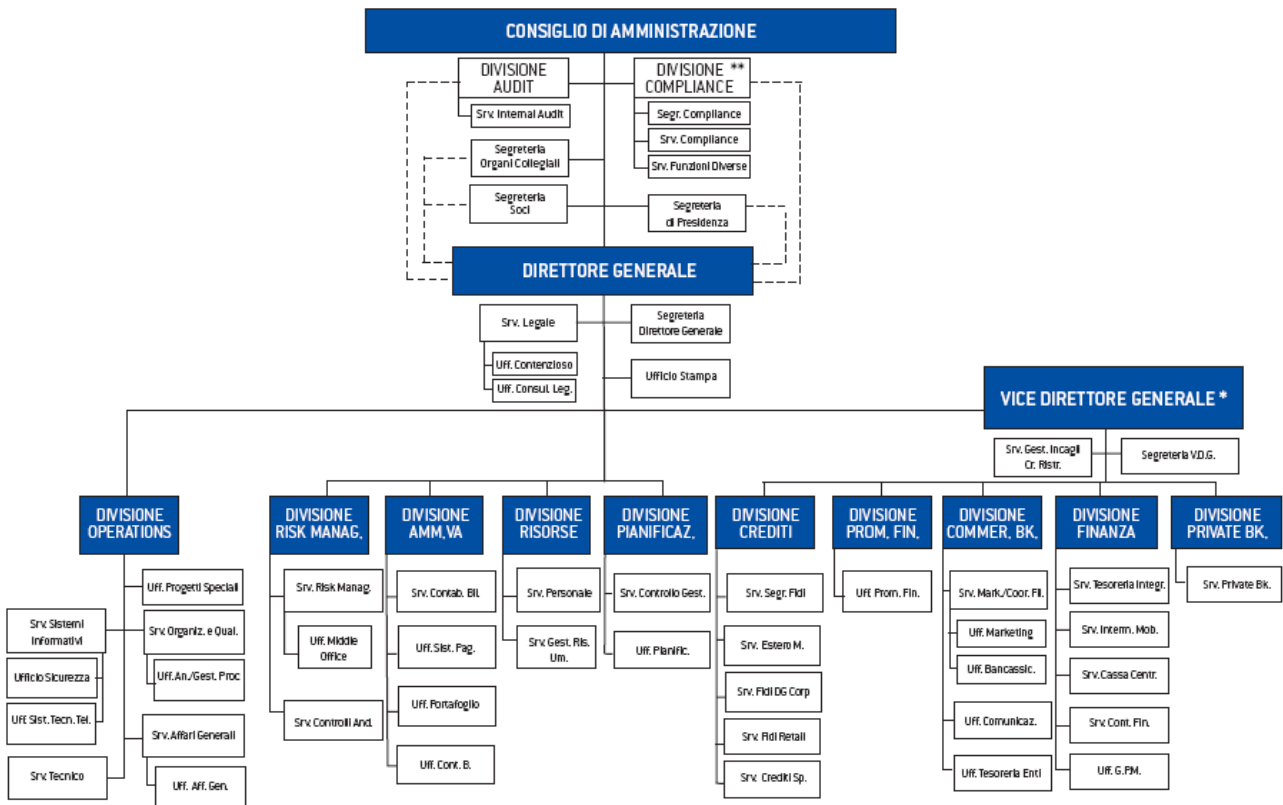 CONSIGLIO DI AMMINISTRAZIONE
DIVISIONE
AUDIT
DIVISIONE **
COMPLIANCE
Srv. Internal Audit
Segr. Compliance
Srv. Compliance
Srv. Funzioni Diverse
Segreteria
Organi Collegiali
Segreteria
Soci
Segreteria
di Presidenza
DIRETTORE GENERALE
Srv. Legale
Segreteria
Direttore Generale
Uff. Contenzioso
Uff. Consul. Leg.
Ufficio Stampa
VICE DIRETTORE GENERALE *
Srv. Gest. Incagli
Cr. Ristr.
Segreteria V.D.G.
DIVISIONE
OPERATIONS
DIVISIONE
RISK MANAG.
DIVISIONE
AMM.VA
DIVISIONE
RISORSE
DIVISIONE
PIANIFICAZ.
DIVISIONE
CREDITI
DIVISIONE
PROM. FIN.
DIVISIONE
COMMER. BK.
DIVISIONE
FINANZA
DIVISIONE
PRIVATE BK.
Uff. Progetti Speciali
Srv. Sistemi
Informativi
Srv. Organiz. e Qual.
Ufficio Sicurezza
Uff. An./Gest. Proc
Uff. Sist. Tecn. Tel.
Srv. Affari Generali
Srv. Tecnico
Uff. Aff. Gen.
Srv. Risk Manag.
Uff. Middle
Office
Srv. Controlli And.
Srv. Contab. Bil.
Uff. Sist. Pag.
Uff. Portafoglio
Uff. Cont. B.
Srv. Personale
Srv. Gest. Ris.
Um.
Srv. Controllo Gest.
Uff. Pianific.
Srv. Segr. Fidi
Srv. Estero M.
Srv. Fidi DG Corp
Srv. Fidi Retail
Srv. Crediti Sp.
Uff. Prom. Fin.
Srv. Mark./Coor. Fil.
Uff. Marketing
Uff. Bancassic.
Uff. Comunicaz.
Uff. Tesoreria Enti
Srv. Tesoreria Integr.
Srv. Interm. Mob.
Srv. Cassa Centr.
Srv. Cont. Fin.
Uff. G.P.M.
Srv. Private Bk.